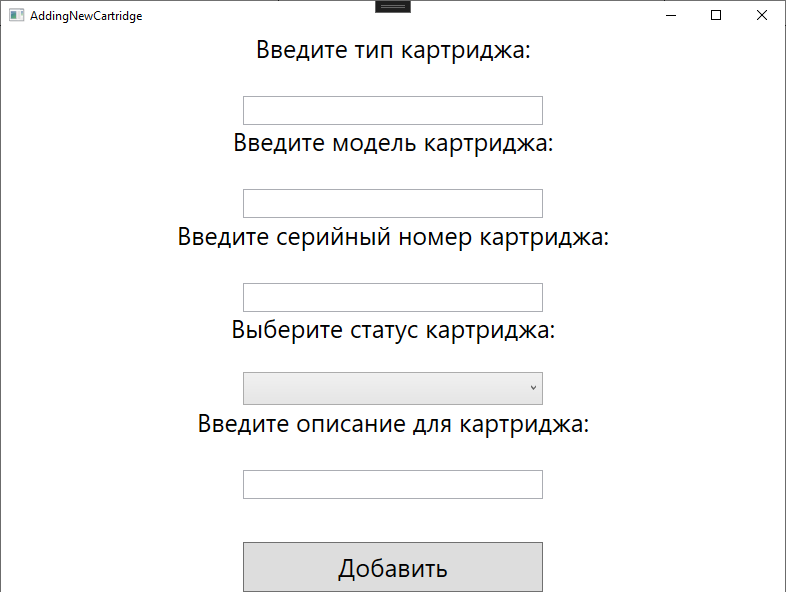 AddingNewCartridge
Введите тип картриджа:
Введите модель картриджа:
Введите серийный номер картриджа:
Выберите статус картриджа:
Введите описание для картриджа:
Добавить